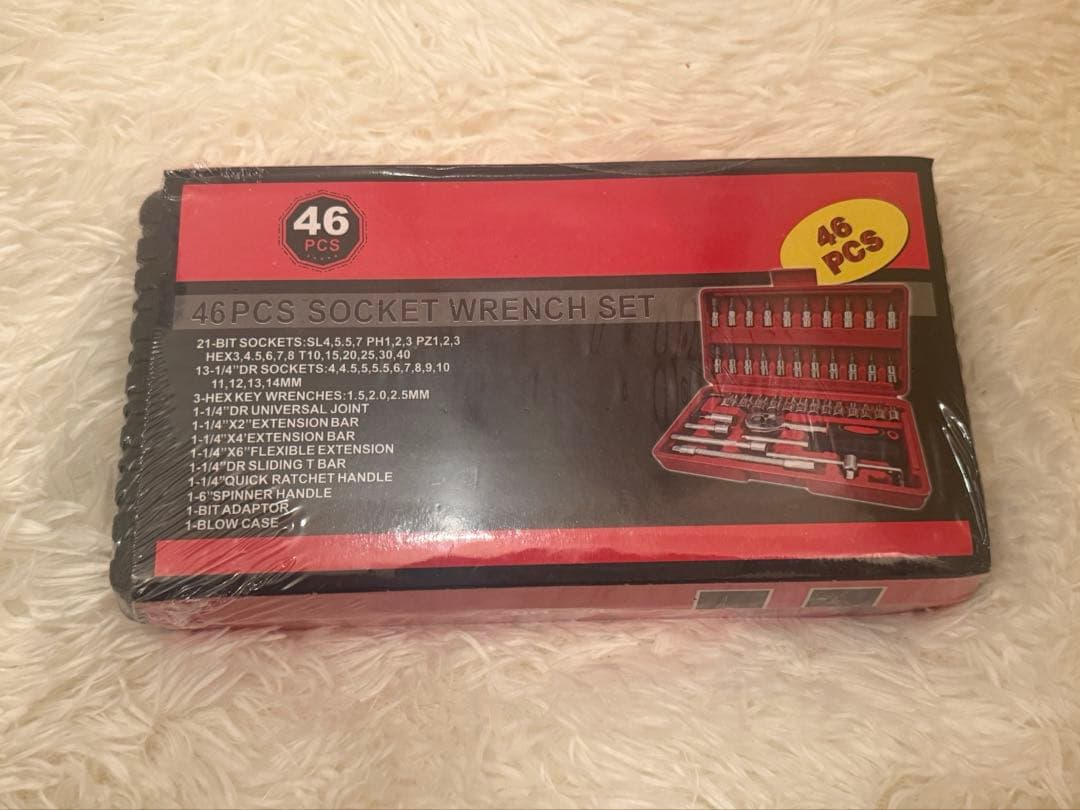 46
PCS
46
PCS
46PCS SOCKET WRENCH SET
21-BIT SOCKETS:SL4,5.5,7 PH1,2,3 PZ1,2,3
HEX3,4.5,6,7,8 T10,15,20,25,30,40
13-1/4"DR SOCKETS:4,4.5,5,5.5,6,7,8,9,10
11,12,13,14MM
3-HEX KEY WRENCHES:1.5,2.0,2.5MM
1-1/4"DR UNIVERSAL JOINT
1-1/4"X2"EXTENSION BAR
1-1/4"X4'EXTENSION BAR
1-1/4"X6"FLEXIBLE EXTENSION
1-1/4"DR SLIDING T BAR
1-1/4"QUICK RATCHET HANDLE
1-6"SPINNER HANDLE
1-BIT ADAPTOR
1-BLOW CASE